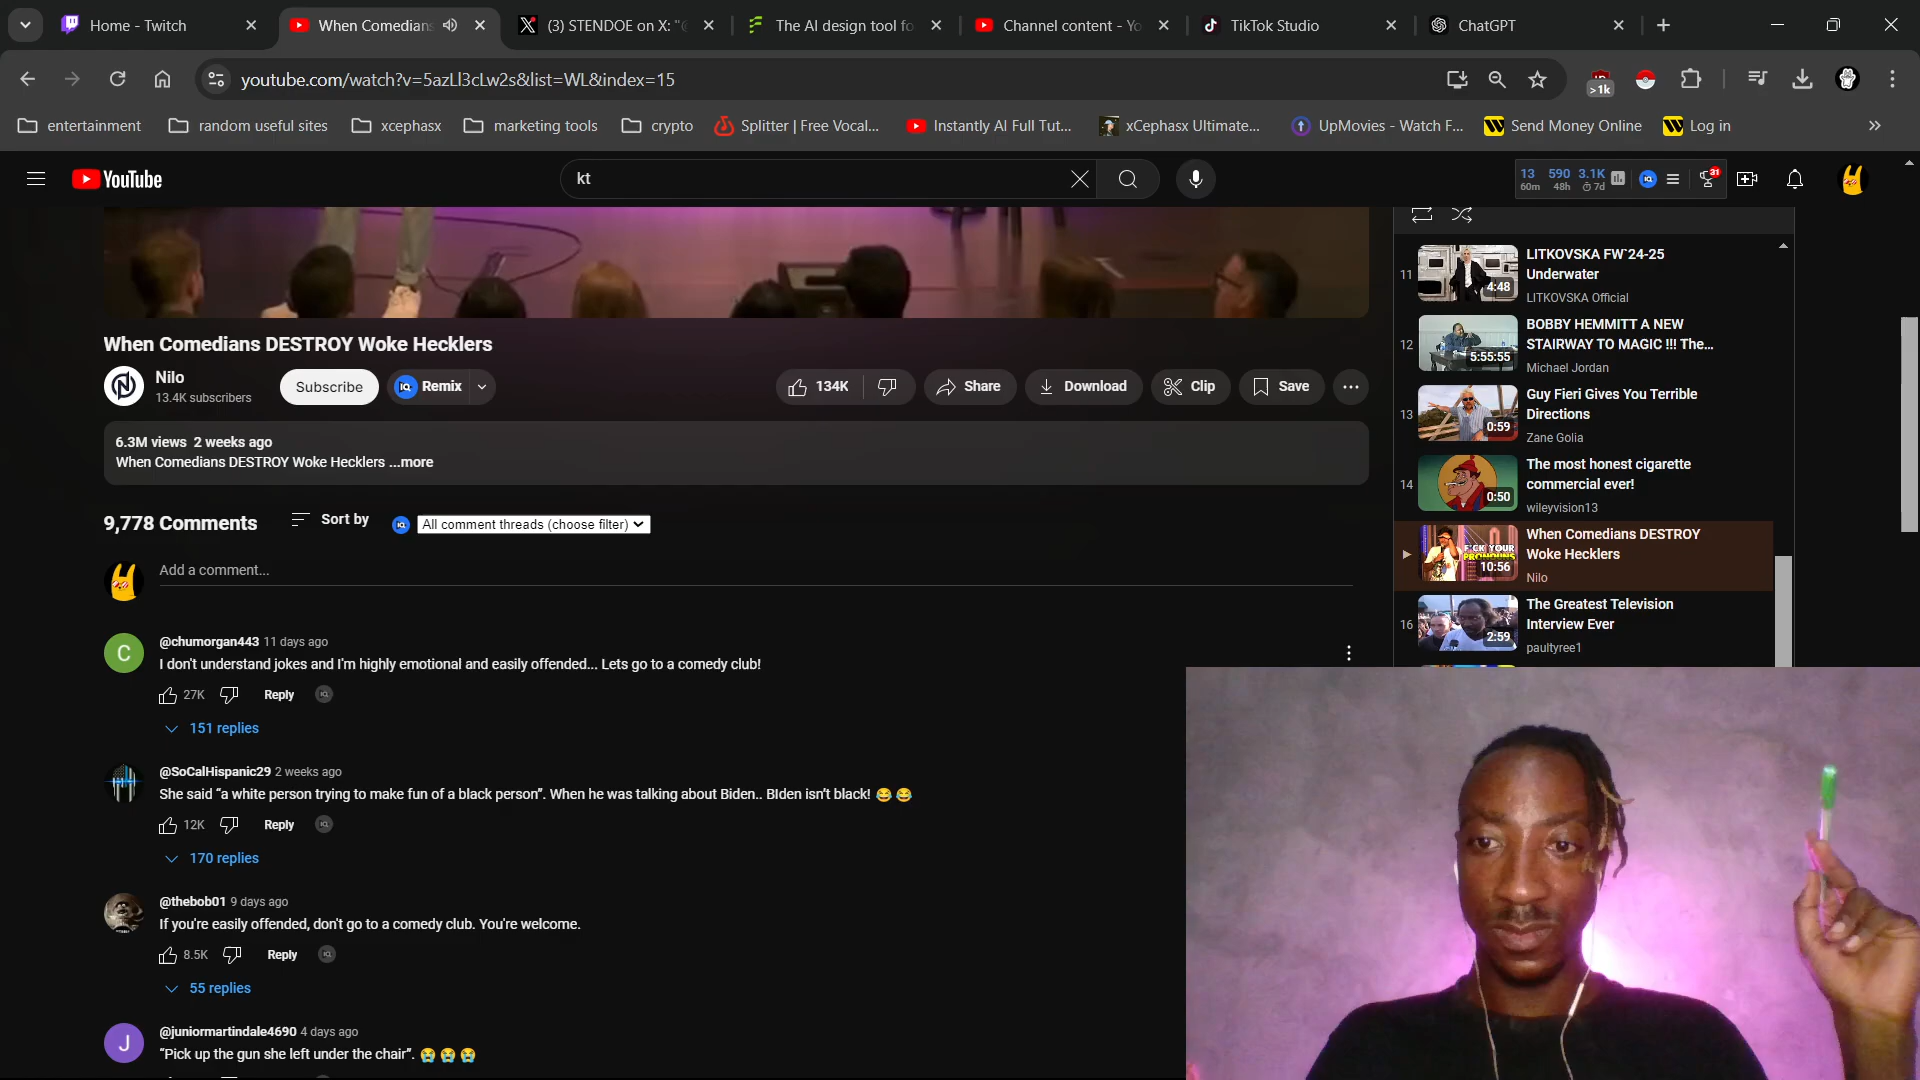 Home - Twitch
When Comedians
(3) STENDOE on X: "@
The AI design tool fo
Channel content - Yo
TikTok Studio
ChatGPT
youtube.com/watch?v=5azLl3cLw2s&list=WL&index=15
>1k
entertainment
random useful sites
xcephasx
marketing tools
crypto
Splitter | Free Vocal...
Instantly AI Full Tut...
xCephasx Ultimate...
UpMovies - Watch F...
Send Money Online
Log in
YouTube
kt
13 590 3.1K
60m 48h 7d
31
When Comedians DESTROY Woke Hecklers
Nilo
13.4K subscribers
Subscribe
Remix
134K
Share
Download
Clip
Save
6.3M views 2 weeks ago
When Comedians DESTROY Woke Hecklers ...more
9,778 Comments
Sort by
All comment threads (choose filter)
Add a comment...
@chumorgan443 11 days ago
I don't understand jokes and I'm highly emotional and easily offended... Lets go to a comedy club!
27K
Reply
151 replies
@SoCalHispanic29 2 weeks ago
She said “a white person trying to make fun of a black person”. When he was talking about Biden.. BIden isn’t black! 😂 😂
12K
Reply
170 replies
@thebob01 9 days ago
If you're easily offended, don't go to a comedy club. You're welcome.
8.5K
Reply
55 replies
@juniormartindale4690 4 days ago
“Pick up the gun she left under the chair”. 😭 😭 😭
11
4:48
LITKOVSKA FW`24-25
Underwater
LITKOVSKA Official
12
5:55:55
BOBBY HEMMITT A NEW
STAIRWAY TO MAGIC !!! The...
Michael Jordan
13
0:59
Guy Fieri Gives You Terrible
Directions
Zane Golia
14
0:50
The most honest cigarette
commercial ever!
wileyvision13
F*CK YOUR
PRONOUNS
10:56
When Comedians DESTROY
Woke Hecklers
Nilo
16
2:59
The Greatest Television
Interview Ever
paultyree1